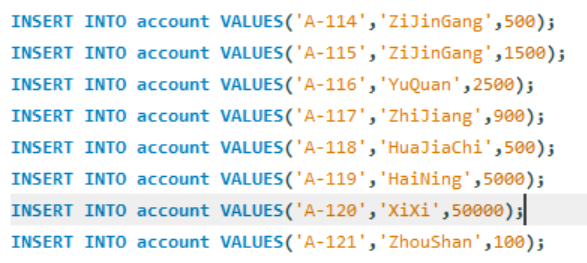 INSERT INTO account VALUES('A-114','ZiJinGang',500);
INSERT INTO account VALUES('A-115','ZiJinGang',1500);
INSERT INTO account VALUES('A-116','YuQuan',2500);
INSERT INTO account VALUES('A-117','ZhiJiang',900);
INSERT INTO account VALUES('A-118','HuaJiaChi',500);
INSERT INTO account VALUES('A-119','HaiNing',5000);
INSERT INTO account VALUES('A-120','XiXi',50000);
INSERT INTO account VALUES('A-121','ZhouShan',100);